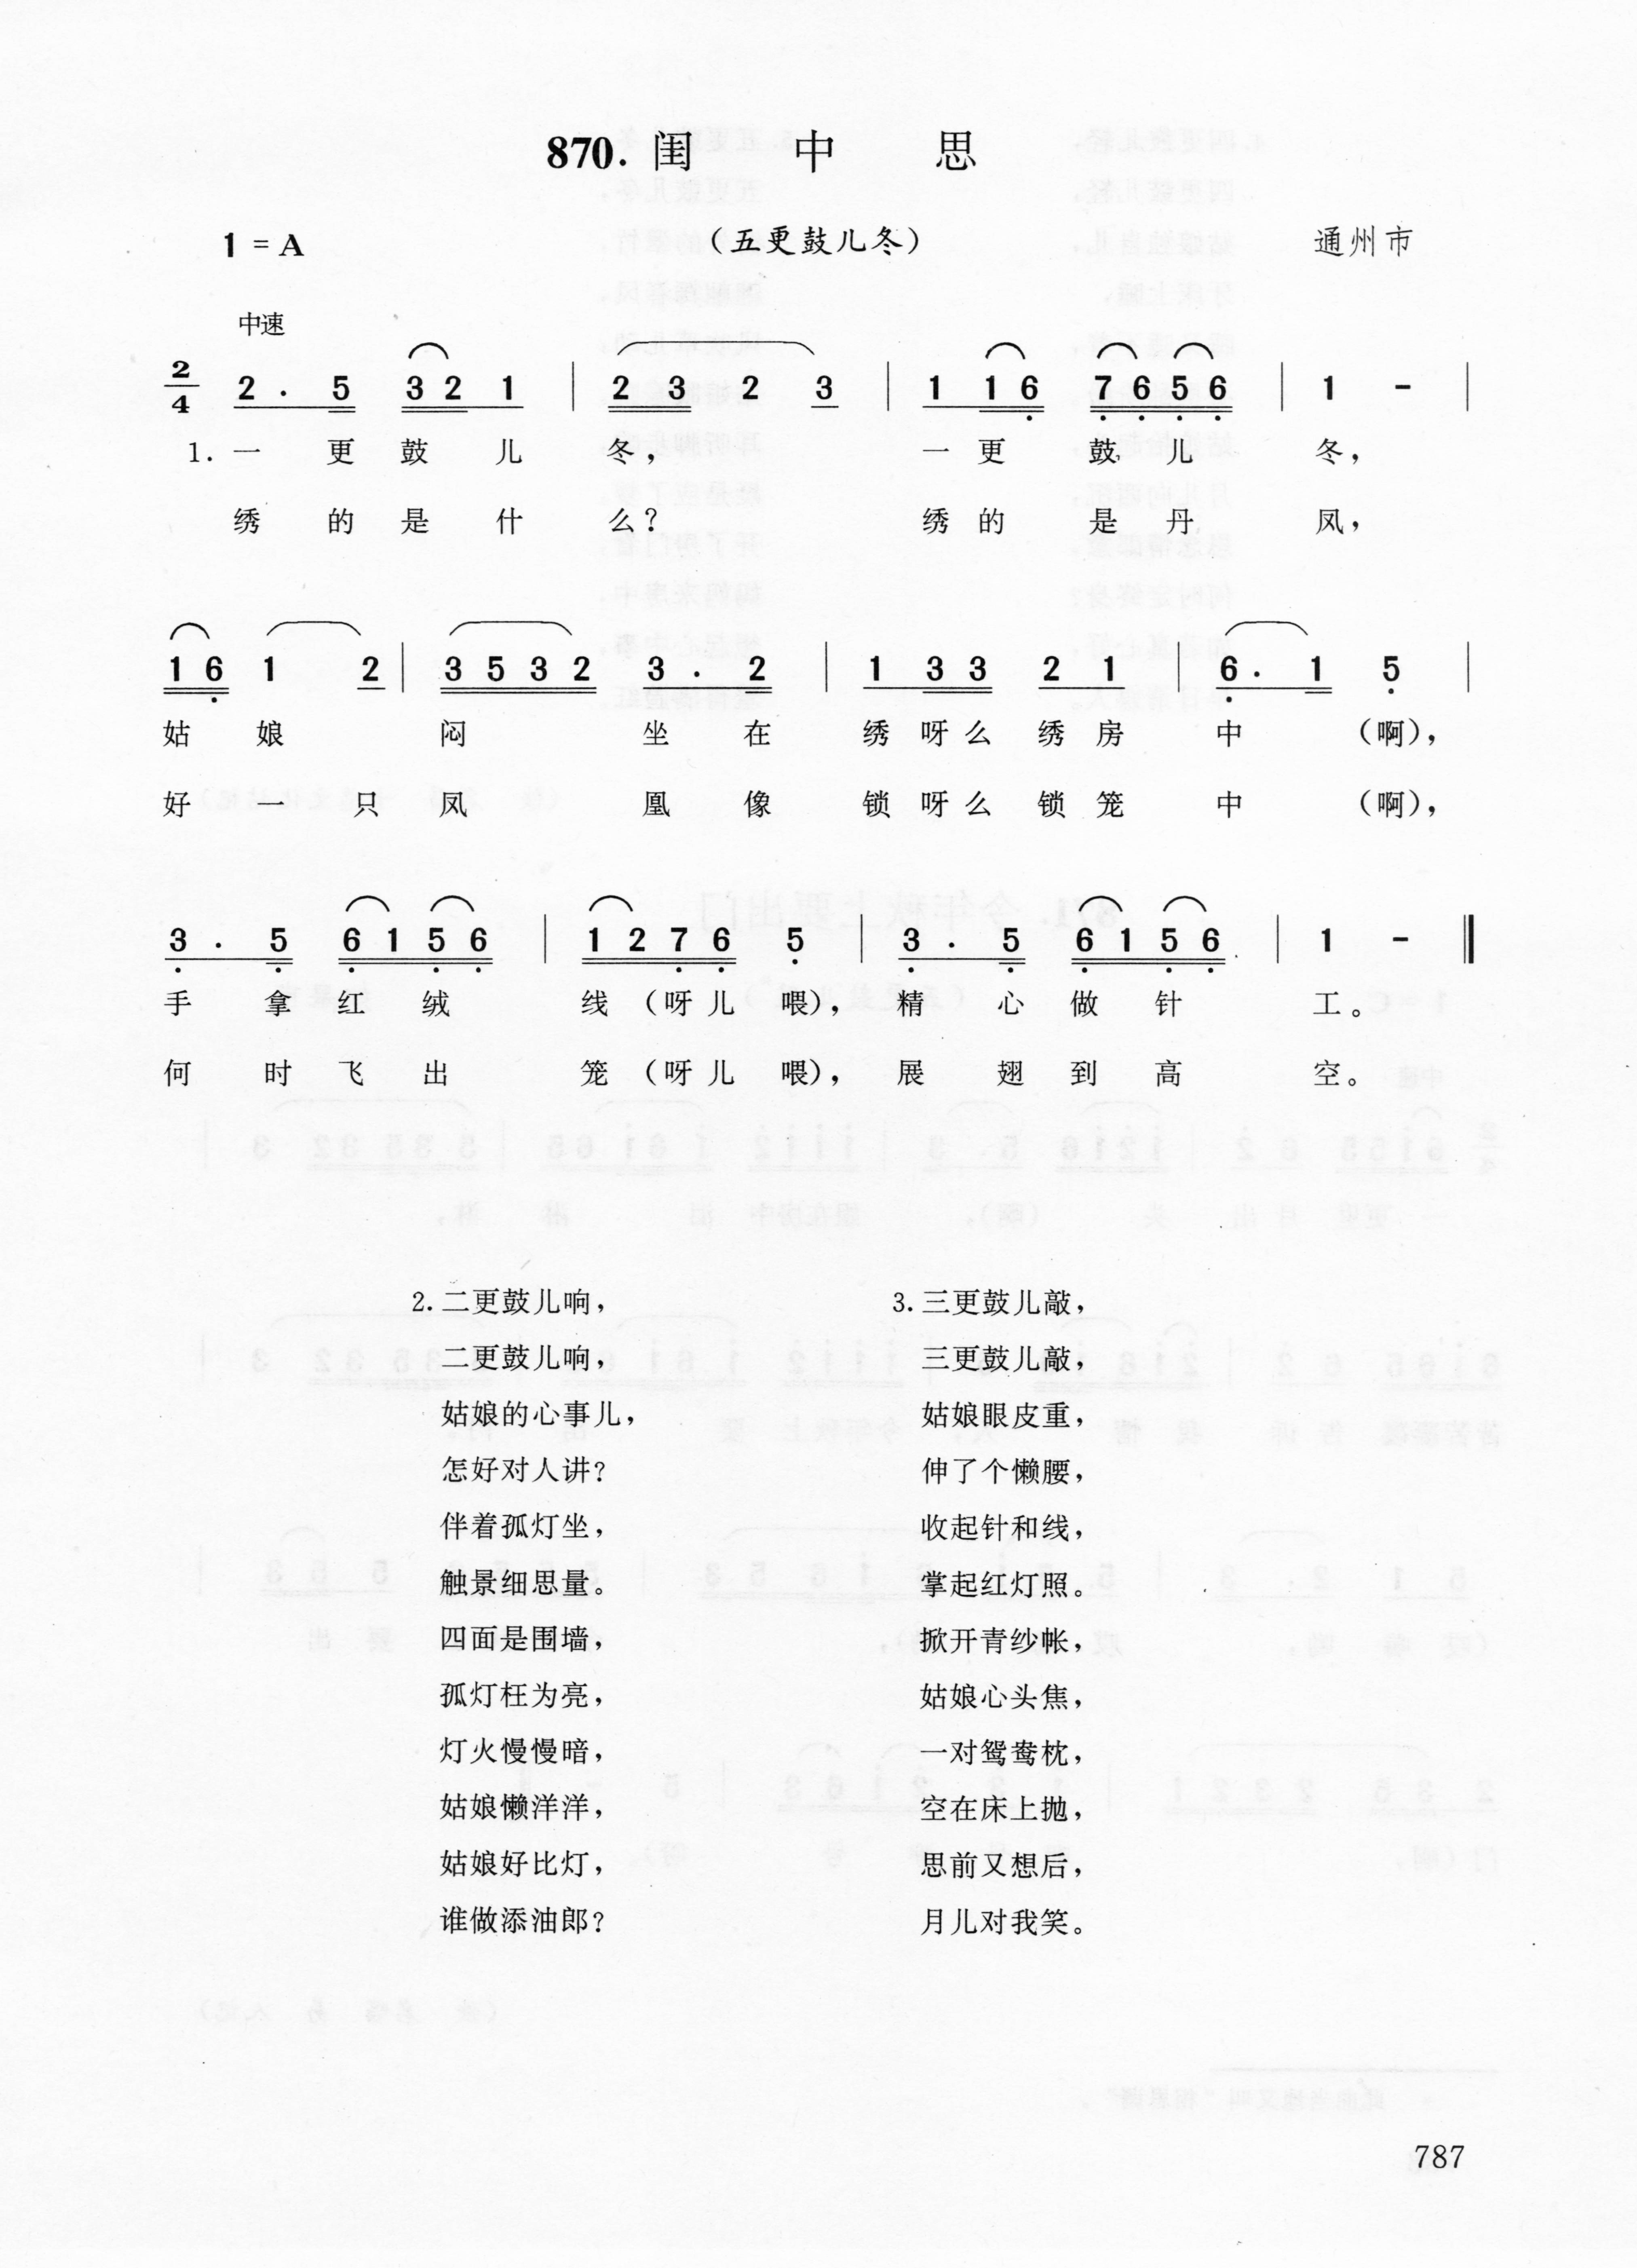 870. 闺中思
1 = A （五更鼓儿冬） 通州市
中速
2/4 2 · 5 3 2 1 | 2 3 2 3 | 1 1 6 7 6 5 6 | 1 - |
1. 一更鼓儿冬， 一更鼓儿冬，
绣的是什么？ 绣的是丹凤，
1 6 1 2 | 3 5 3 2 3 · 2 | 1 3 3 2 1 | 6 · 1 5 |
姑娘闷坐在绣呀么绣房中（啊），
好一只凤凰像锁呀么锁笼中（啊），
3 · 5 6 1 5 6 | 1 2 7 6 5 | 3 · 5 6 1 5 6 | 1 - ‖
手拿红绒线（呀儿喂），精心做针工。
何时飞出笼（呀儿喂），展翅到高空。
2. 二更鼓儿响，
二更鼓儿响，
姑娘的心事儿，
怎好对人讲？
伴着孤灯坐，
触景细思量。
四面是围墙，
孤灯枉为亮，
灯火慢慢暗，
姑娘懒洋洋，
姑娘好比灯，
谁做添油郎？
3. 三更鼓儿敲，
三更鼓儿敲，
姑娘眼皮重，
伸了个懒腰，
收起针和线，
掌起红灯照。
掀开青纱帐，
姑娘心头焦，
一对鸳鸯枕，
空在床上抛，
思前又想后，
月儿对我笑。
787